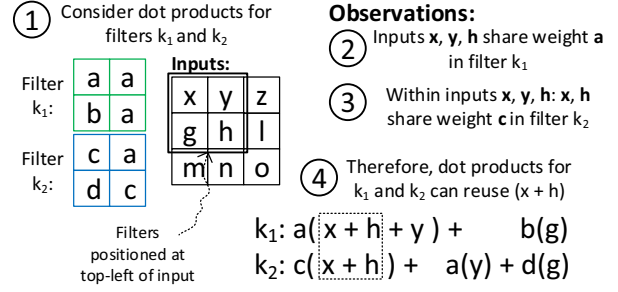 1 Consider dot products for
filters k₁ and k₂
Filter
k₁:
a a
b a
Filter
k₂:
c a
d c
Inputs:
x y z
g h l
m n o
Filters
positioned at
top-left of input
Observations:
2 Inputs x, y, h share weight a
in filter k₁
3 Within inputs x, y, h: x, h
share weight c in filter k₂
4 Therefore, dot products for
k₁ and k₂ can reuse (x + h)
k₁: a( x + h + y ) + b(g)
k₂: c( x + h ) + a(y) + d(g)